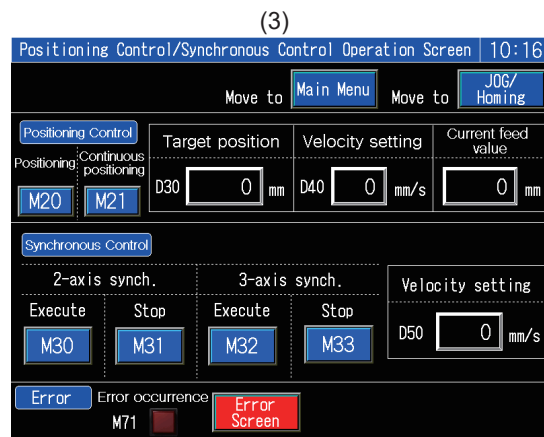 (3)
Positioning Control/Synchronous Control Operation Screen 10:16
Move to Main Menu Move to JOG/
Homing
Positioning Control
Positioning Continuous
positioning
M20 M21
Target position Velocity setting Current feed
value
D30 0 mm D40 0 mm/s 0 mm
Synchronous Control
2-axis synch. 3-axis synch. Velocity setting
Execute Stop Execute Stop
M30 M31 M32 M33 D50 0 mm/s
Error Error occurrence
M71
Error
Screen